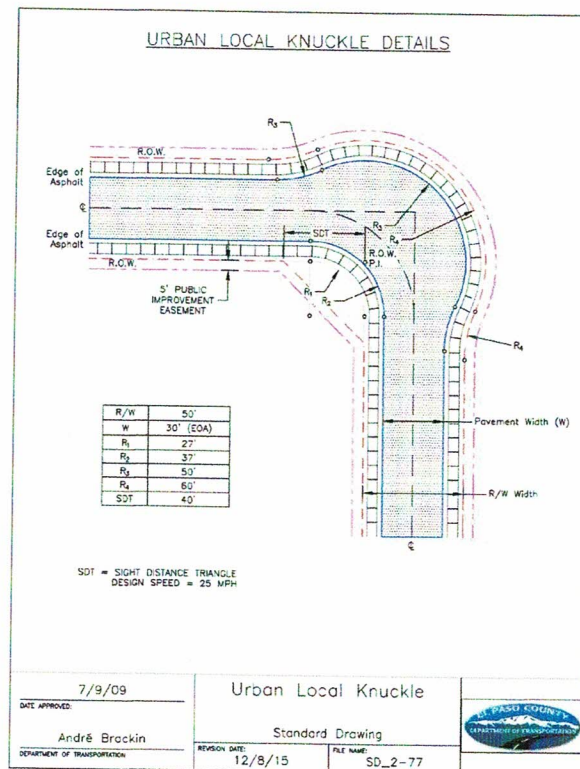 URBAN LOCAL KNUCKLE DETAILS
R3
R.O.W.
Edge of
Asphalt
℄
R3
SDT
R4
Edge of
Asphalt
R.O.W.
P.I.
R.O.W.
R1
5' PUBLIC
IMPROVEMENT
EASEMENT
R2
R4
R/W 50'
W 30' (EOA)
R1 27'
R2 37'
R3 50'
R4 60'
SDT 40'
Pavement Width (W)
R/W Width
℄
SDT = SIGHT DISTANCE TRIANGLE
DESIGN SPEED = 25 MPH
7/9/09
DATE APPROVED:
André Brackin
DEPARTMENT OF TRANSPORTATION
Urban Local Knuckle
Standard Drawing
REVISION DATE:
12/8/15
FILE NAME:
SD_2-77
EL PASO COUNTY
DEPARTMENT OF TRANSPORTATION